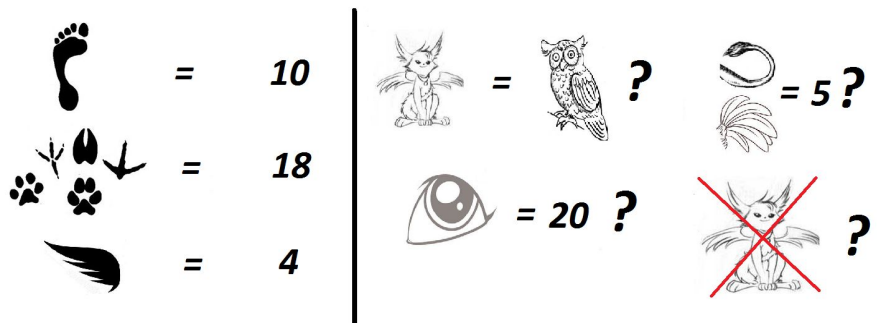 = 10
= 18
= 4
= ?
= 5 ?
= 20 ?
?